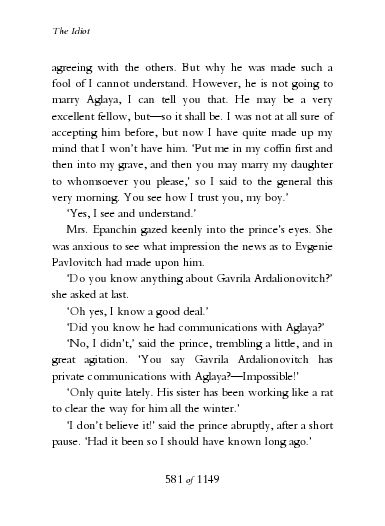 The Idiot
agreeing with the others. But why he was made such a
fool of I cannot understand. However, he is not going to
marry Aglaya, I can tell you that. He may be a very
excellent fellow, but—so it shall be. I was not at all sure of
accepting him before, but now I have quite made up my
mind that I won’t have him. ‘Put me in my coffin first and
then into my grave, and then you may marry my daughter
to whomsoever you please,’ so I said to the general this
very morning. You see how I trust you, my boy.’
‘Yes, I see and understand.’
Mrs. Epanchin gazed keenly into the prince’s eyes. She
was anxious to see what impression the news as to Evgenie
Pavlovitch had made upon him.
‘Do you know anything about Gavrila Ardalionovitch?’
she asked at last.
‘Oh yes, I know a good deal.’
‘Did you know he had communications with Aglaya?’
‘No, I didn’t,’ said the prince, trembling a little, and in
great agitation. ‘You say Gavrila Ardalionovitch has
private communications with Aglaya?—Impossible!’
‘Only quite lately. His sister has been working like a rat
to clear the way for him all the winter.’
‘I don’t believe it!’ said the prince abruptly, after a short
pause. ‘Had it been so I should have known long ago.’
581 of 1149